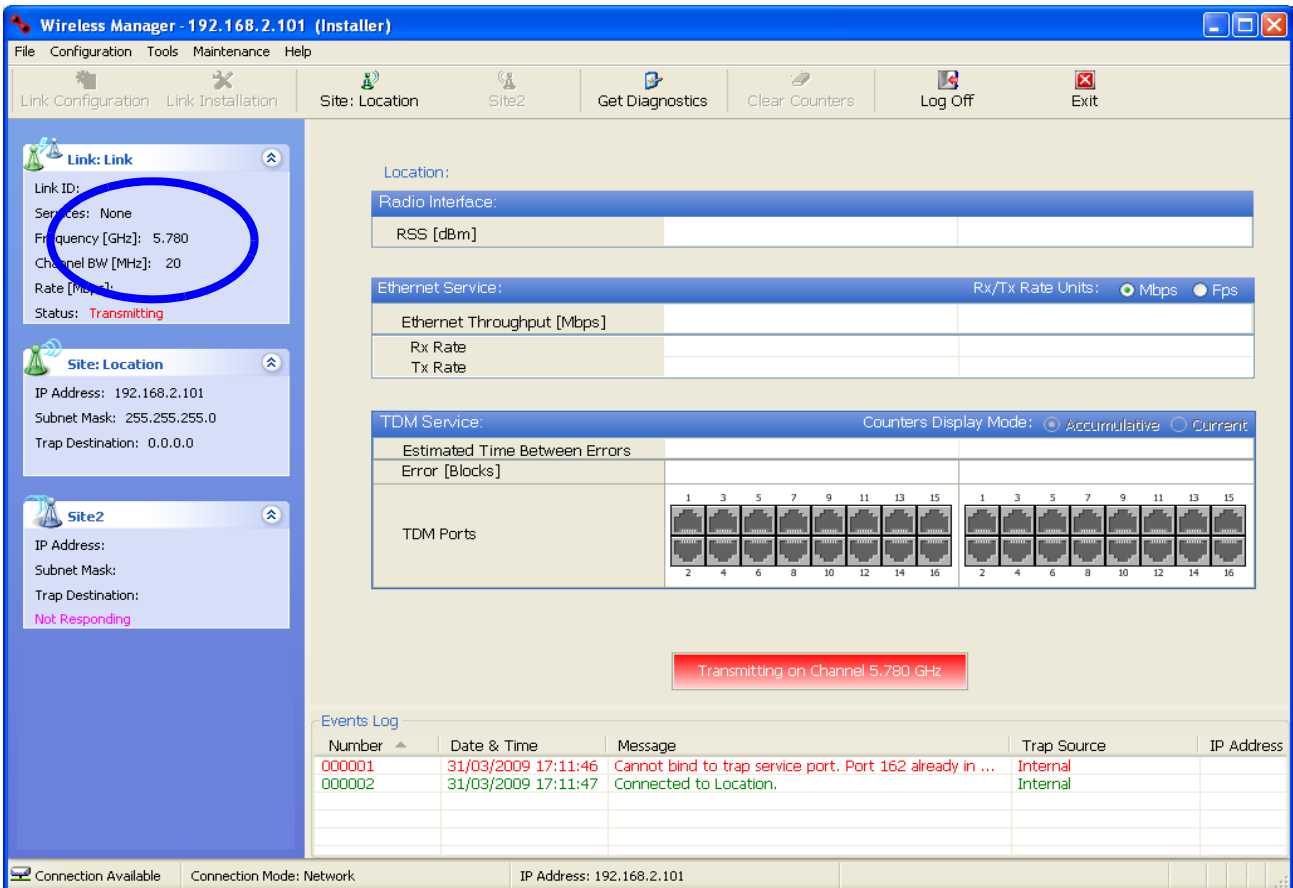 Wireless Manager - 192.168.2.101 (Installer)
File Configuration Tools Maintenance Help
Link Configuration Link Installation Site: Location Site2 Get Diagnostics Clear Counters Log Off Exit
Link: Link
Link ID:
Services: None
Frequency [GHz]: 5.780
Channel BW [MHz]: 20
Rate [Mbps]:
Status: Transmitting
Site: Location
IP Address: 192.168.2.101
Subnet Mask: 255.255.255.0
Trap Destination: 0.0.0.0
Site2
IP Address:
Subnet Mask:
Trap Destination:
Not Responding
Location:
Radio Interface:
RSS [dBm]
Ethernet Service: Rx/Tx Rate Units: Mbps Fps
Ethernet Throughput [Mbps]
Rx Rate
Tx Rate
TDM Service: Counters Display Mode: Accumulative Current
Estimated Time Between Errors
Error [Blocks]
1 3 5 7 9 11 13 15 1 3 5 7 9 11 13 15
TDM Ports
2 4 6 8 10 12 14 16 2 4 6 8 10 12 14 16
Transmitting on Channel 5.780 GHz
Events Log
Number Date & Time Message Trap Source IP Address
000001 31/03/2009 17:11:46 Cannot bind to trap service port. Port 162 already in ... Internal
000002 31/03/2009 17:11:47 Connected to Location. Internal
Connection Available Connection Mode: Network IP Address: 192.168.2.101